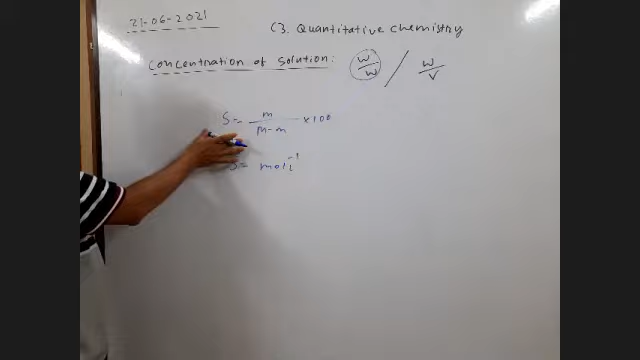 21-06-2021
C3. Quantitative Chemistry
Concentration of Solution: w/w / w/v
S = m/M-m × 100
S = mol L⁻¹